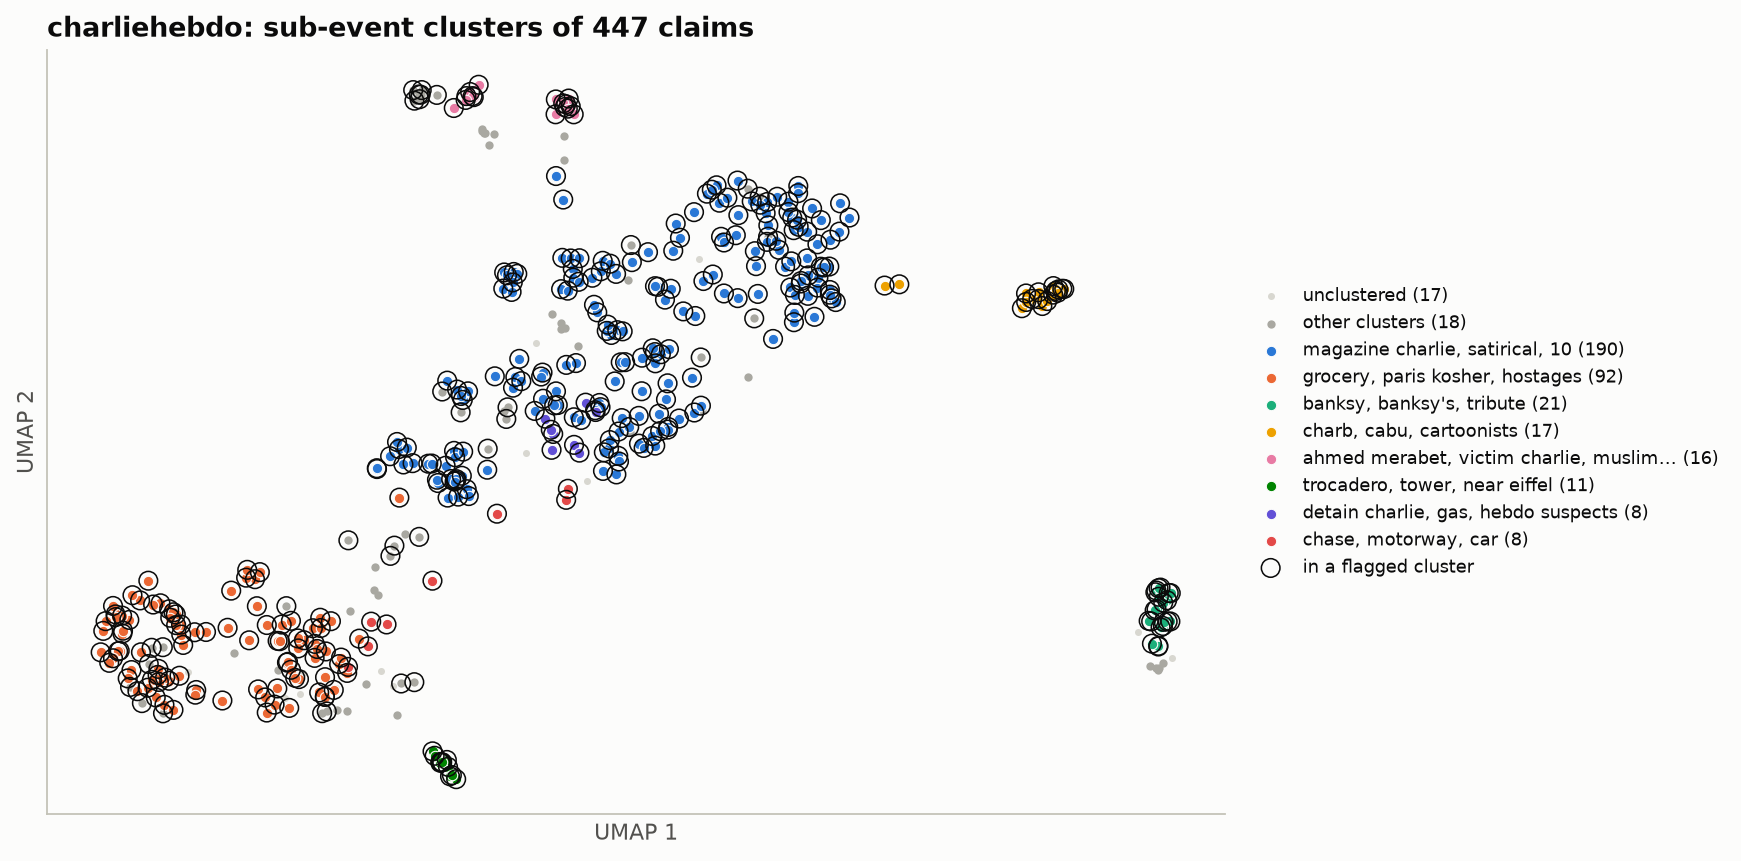 charliehebdo: sub-event clusters of 447 claims
UMAP 2
UMAP 1
unclustered (17)
other clusters (18)
magazine charlie, satirical, 10 (190)
grocery, paris kosher, hostages (92)
banksy, banksy's, tribute (21)
charb, cabu, cartoonists (17)
ahmed merabet, victim charlie, muslim… (16)
trocadero, tower, near eiffel (11)
detain charlie, gas, hebdo suspects (8)
chase, motorway, car (8)
in a flagged cluster